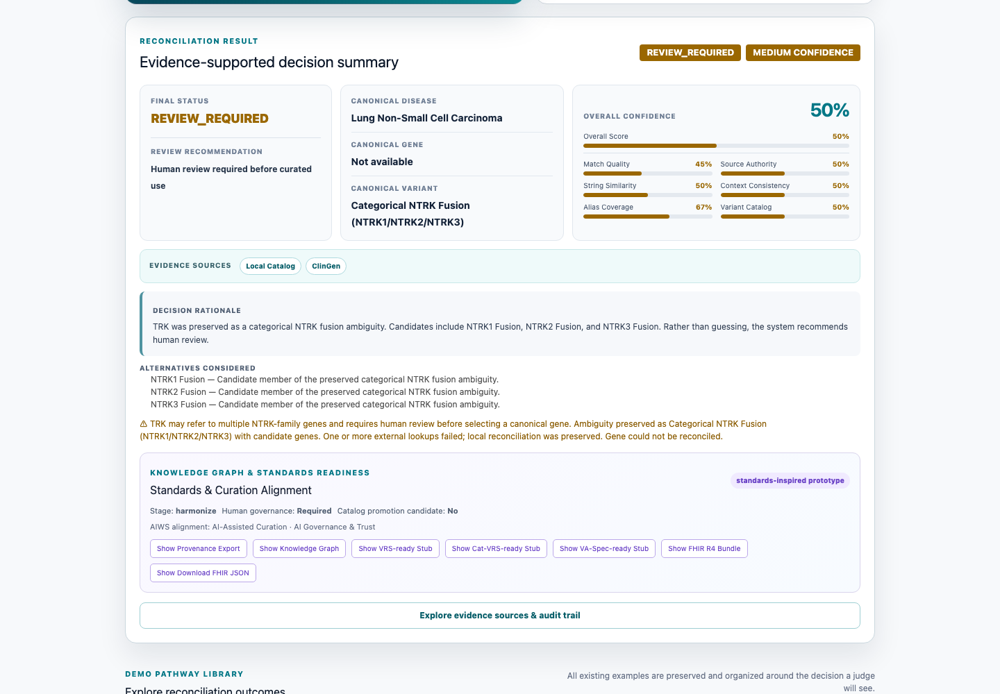 RECONCILIATION RESULT
Evidence-supported decision summary
REVIEW_REQUIRED
MEDIUM CONFIDENCE
FINAL STATUS
REVIEW_REQUIRED
REVIEW RECOMMENDATION
Human review required before curated
use
CANONICAL DISEASE
Lung Non-Small Cell Carcinoma
CANONICAL GENE
Not available
CANONICAL VARIANT
Categorical NTRK Fusion
(NTRK1/NTRK2/NTRK3)
OVERALL CONFIDENCE
50%
Overall Score 50%
Match Quality 45%
Source Authority 50%
String Similarity 50%
Context Consistency 50%
Alias Coverage 67%
Variant Catalog 50%
EVIDENCE SOURCES
Local Catalog
ClinGen
DECISION RATIONALE
TRK was preserved as a categorical NTRK fusion ambiguity. Candidates include NTRK1 Fusion, NTRK2 Fusion, and NTRK3 Fusion. Rather than guessing, the system recommends
human review.
ALTERNATIVES CONSIDERED
NTRK1 Fusion — Candidate member of the preserved categorical NTRK fusion ambiguity.
NTRK2 Fusion — Candidate member of the preserved categorical NTRK fusion ambiguity.
NTRK3 Fusion — Candidate member of the preserved categorical NTRK fusion ambiguity.
⚠ TRK may refer to multiple NTRK-family genes and requires human review before selecting a canonical gene. Ambiguity preserved as Categorical NTRK Fusion
(NTRK1/NTRK2/NTRK3) with candidate genes. One or more external lookups failed; local reconciliation was preserved. Gene could not be reconciled.
KNOWLEDGE GRAPH & STANDARDS READINESS
Standards & Curation Alignment
standards-inspired prototype
Stage: harmonize Human governance: Required Catalog promotion candidate: No
AIWS alignment: AI-Assisted Curation · AI Governance & Trust
Show Provenance Export
Show Knowledge Graph
Show VRS-ready Stub
Show Cat-VRS-ready Stub
Show VA-Spec-ready Stub
Show FHIR R4 Bundle
Show Download FHIR JSON
Explore evidence sources & audit trail
DEMO PATHWAY LIBRARY
Explore reconciliation outcomes
All existing examples are preserved and organized around the decision a judge
will see.